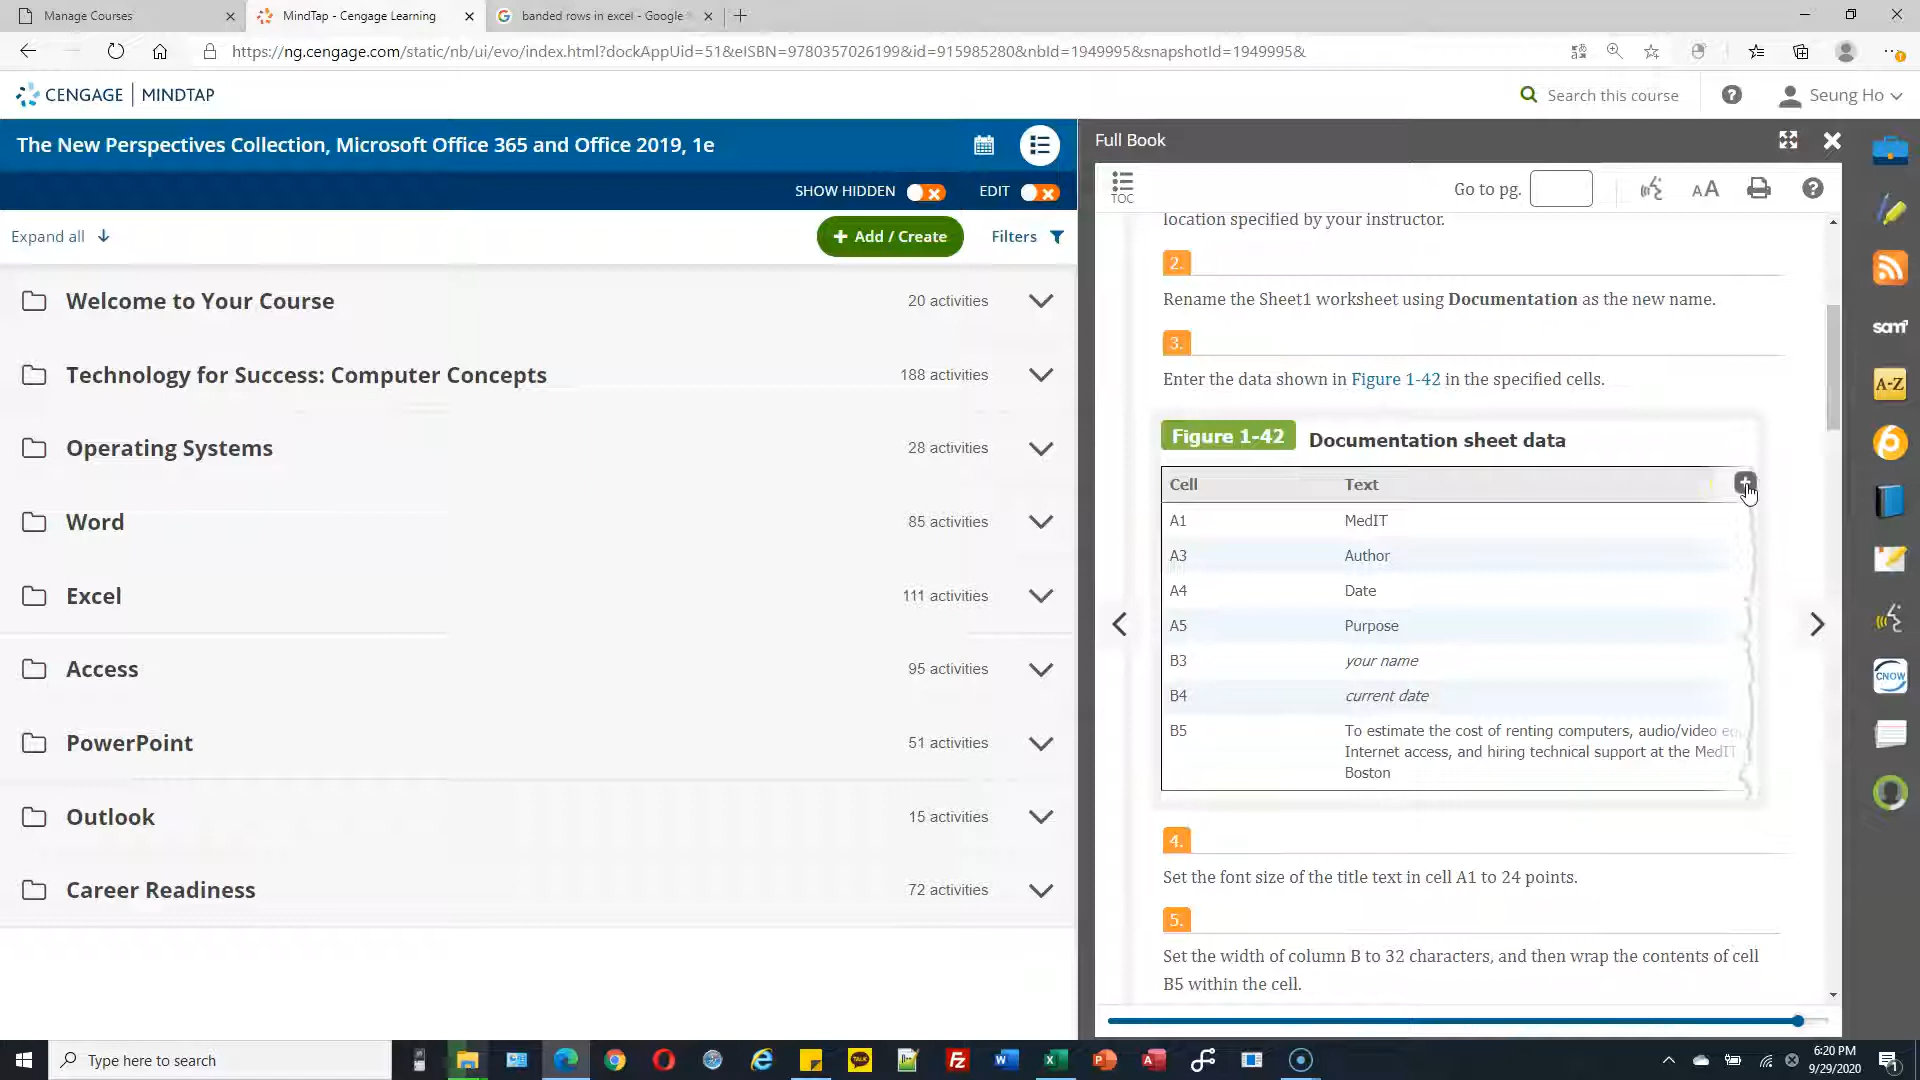 Manage Courses
MindTap - Cengage Learning
banded rows in excel - Google
https://ng.cengage.com/static/nb/ui/evo/index.html?dockAppUid=51&eISBN=9780357026199&id=915985280&nbId=1949995&snapshotId=1949995&
CENGAGE | MINDTAP
Search this course
Seung Ho
The New Perspectives Collection, Microsoft Office 365 and Office 2019, 1e
SHOW HIDDEN
EDIT
Expand all
+ Add / Create
Filters
Welcome to Your Course 20 activities
Technology for Success: Computer Concepts 188 activities
Operating Systems 28 activities
Word 85 activities
Excel 111 activities
Access 95 activities
PowerPoint 51 activities
Outlook 15 activities
Career Readiness 72 activities
Full Book
TOC
Go to pg.
AA
location specified by your instructor.
2.
Rename the Sheet1 worksheet using Documentation as the new name.
3.
Enter the data shown in Figure 1-42 in the specified cells.
Figure 1-42 Documentation sheet data
Cell Text
A1 MedIT
A3 Author
A4 Date
A5 Purpose
B3 your name
B4 current date
B5 To estimate the cost of renting computers, audio/video
Internet access, and hiring technical support at the MedIT
Boston
4.
Set the font size of the title text in cell A1 to 24 points.
5.
Set the width of column B to 32 characters, and then wrap the contents of cell
B5 within the cell.
sam
A-Z
CNOW
Type here to search
TALK
6:20 PM
9/29/2020
1